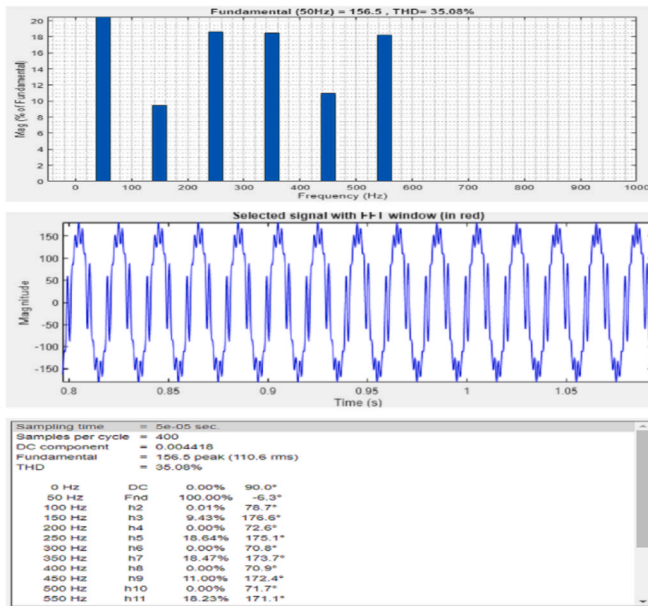 Fundamental (50Hz) = 156.5 , THD= 35.08%
Mag (% of Fundamental)
20
18
16
14
12
10
8
6
4
2
0
0 100 200 300 400 500 600 700 800 900 1000
Frequency (Hz)
Selected signal with FFT window (in red)
Magnitude
150
100
50
0
-50
-100
-150
0.8 0.85 0.9 0.95 1 1.05
Time (s)
Sampling time = 5e-05 sec.
Samples per cycle = 400
DC component = 0.004418
Fundamental = 156.5 peak (110.6 rms)
THD = 35.08%
0 Hz DC 0.00% 90.0°
50 Hz Fnd 100.00% -6.3°
100 Hz h2 0.01% 78.7°
150 Hz h3 9.43% 176.6°
200 Hz h4 0.00% 72.6°
250 Hz h5 18.64% 175.1°
300 Hz h6 0.00% 70.8°
350 Hz h7 18.47% 173.7°
400 Hz h8 0.00% 70.9°
450 Hz h9 11.00% 172.4°
500 Hz h10 0.00% 71.7°
550 Hz h11 18.23% 171.1°